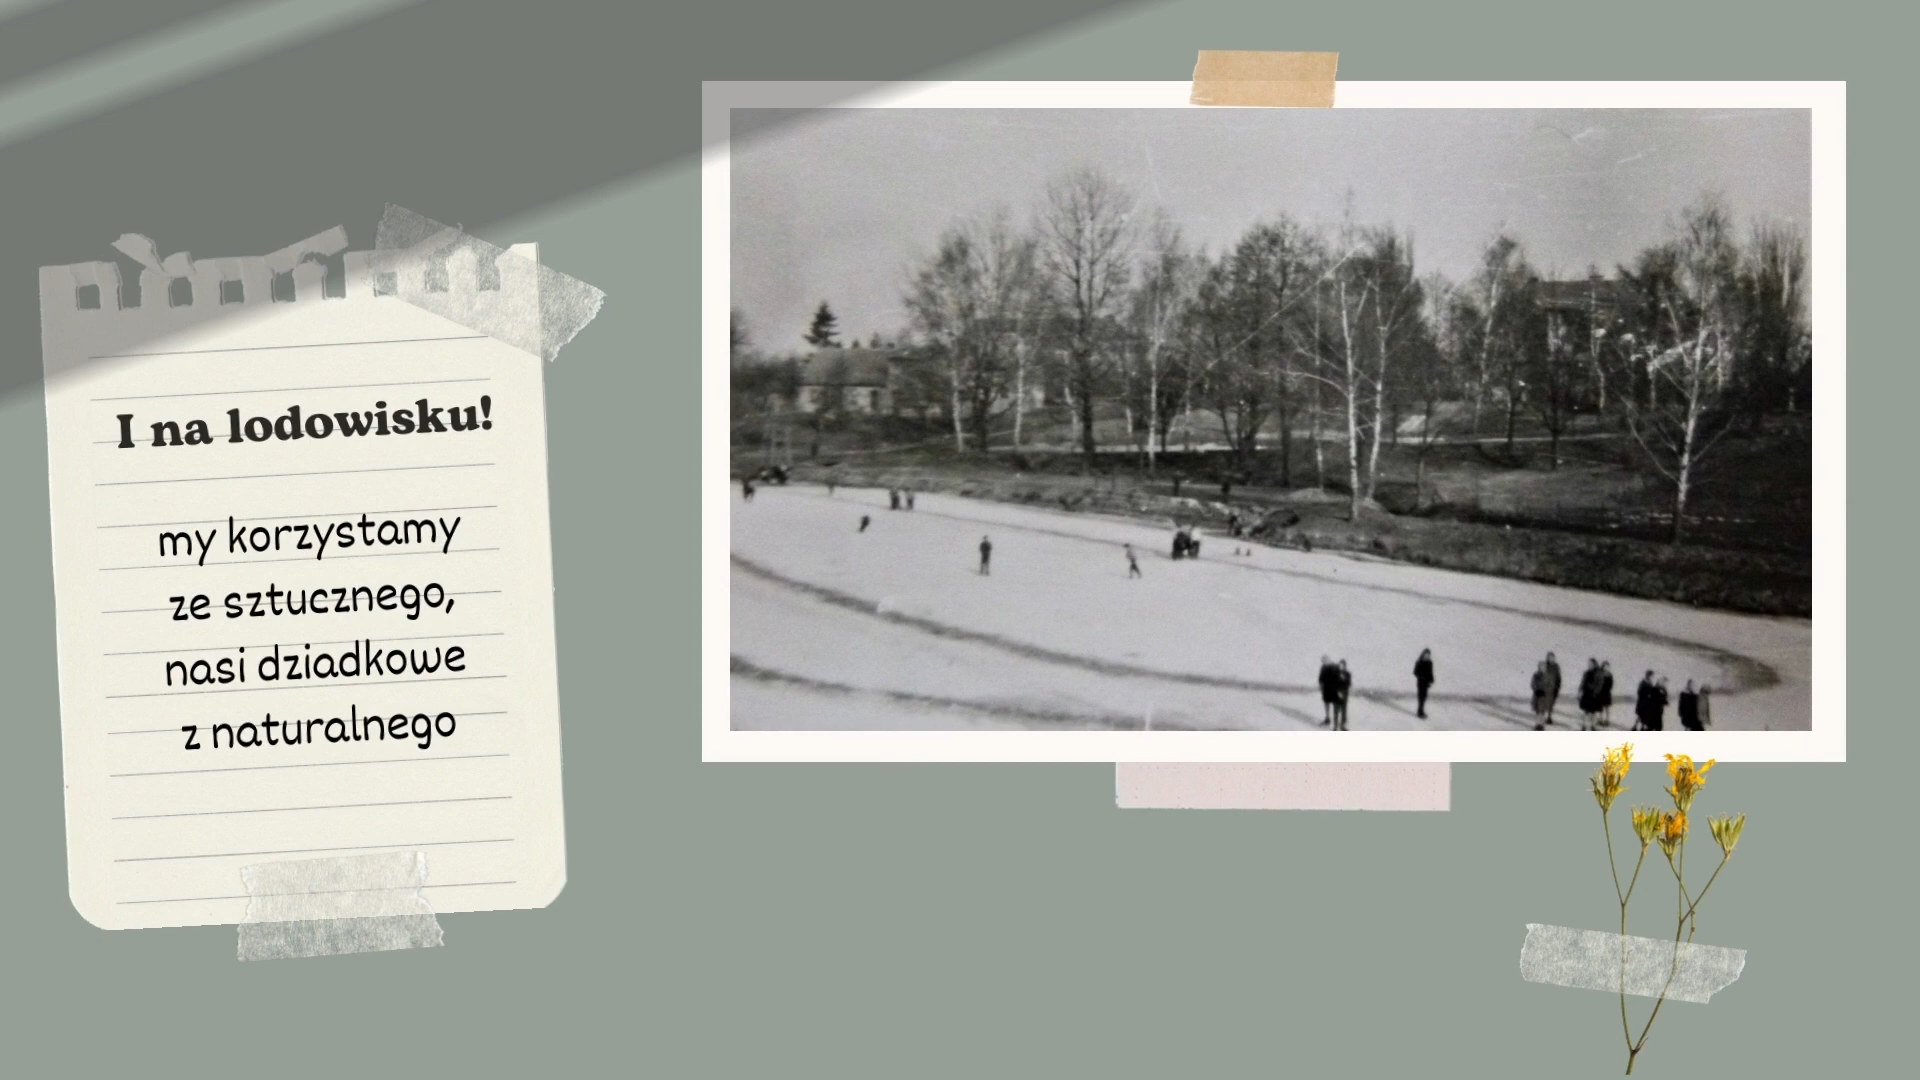 I na lodowisku!
my korzystamy
ze sztucznego,
nasi dziadkowe
z naturalnego